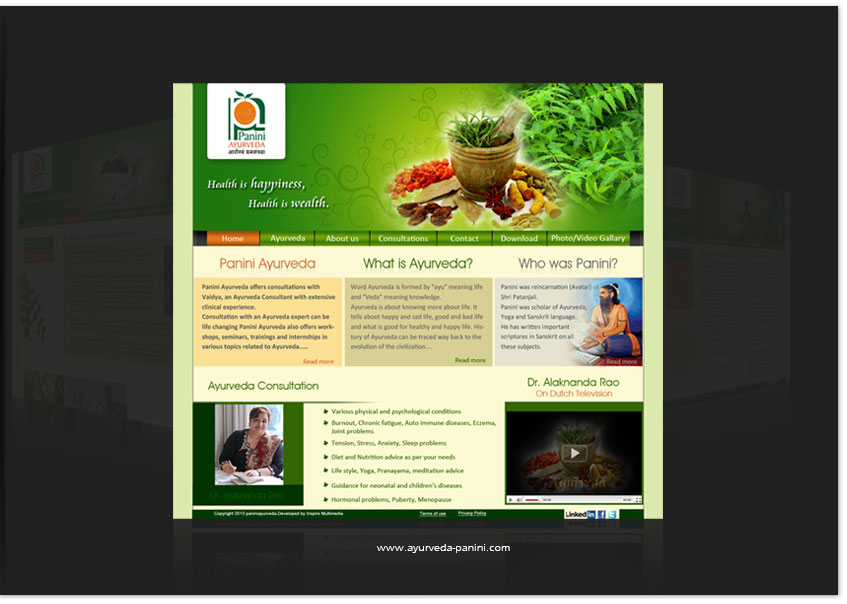 Panini
AYURVEDA
Health is happiness,
Health is wealth.
Home
Ayurveda
About us
Consultations
Contact
Download
Photo/Video Gallary
Panini Ayurveda
Panini Ayurveda offers consultations with
Vaidya, an Ayurveda Consultant with extensive
clinical experience.
Consultation with an Ayurveda expert can be
life changing Panini Ayurveda also offers work-
shops, seminars, trainings and internships in
various topics related to Ayurveda.....
Read more
What is Ayurveda?
Word Ayurveda is formed by "ayu" meaning life
and "Veda" meaning knowledge.
Ayurveda is about knowing more about life. It
tells about happy and sad life, good and bad life
and what is good for healthy and happy life. His-
tory of Ayurveda can be traced way back to the
evolution of the civilization....
Read more
Who was Panini?
Panini was reincarnation (Avatar) of
Shri Patanjali.
Panini was scholar of Ayurveda,
Yoga and Sanskrit language.
He has written important
scriptures in Sanskrit on all
these subjects.
Read more
Ayurveda Consultation
Dr. Alaknanda Rao
Various physical and psychological conditions
Burnout, Chronic fatigue, Auto immune diseases, Eczema,
Joint problems
Tension, Stress, Anxiety, Sleep problems
Diet and Nutrition advice as per your needs
Life style, Yoga, Pranayama, meditation advice
Guidance for neonatal and children's diseases
Hormonal problems, Puberty, Menopause
Dr. Alaknanda Rao
On Dutch Television
Copyright 2013 paniniayurveda,Developed by Inspire Multimedia
Terms of use
Privacy Policy
Linked in
www.ayurveda-panini.com